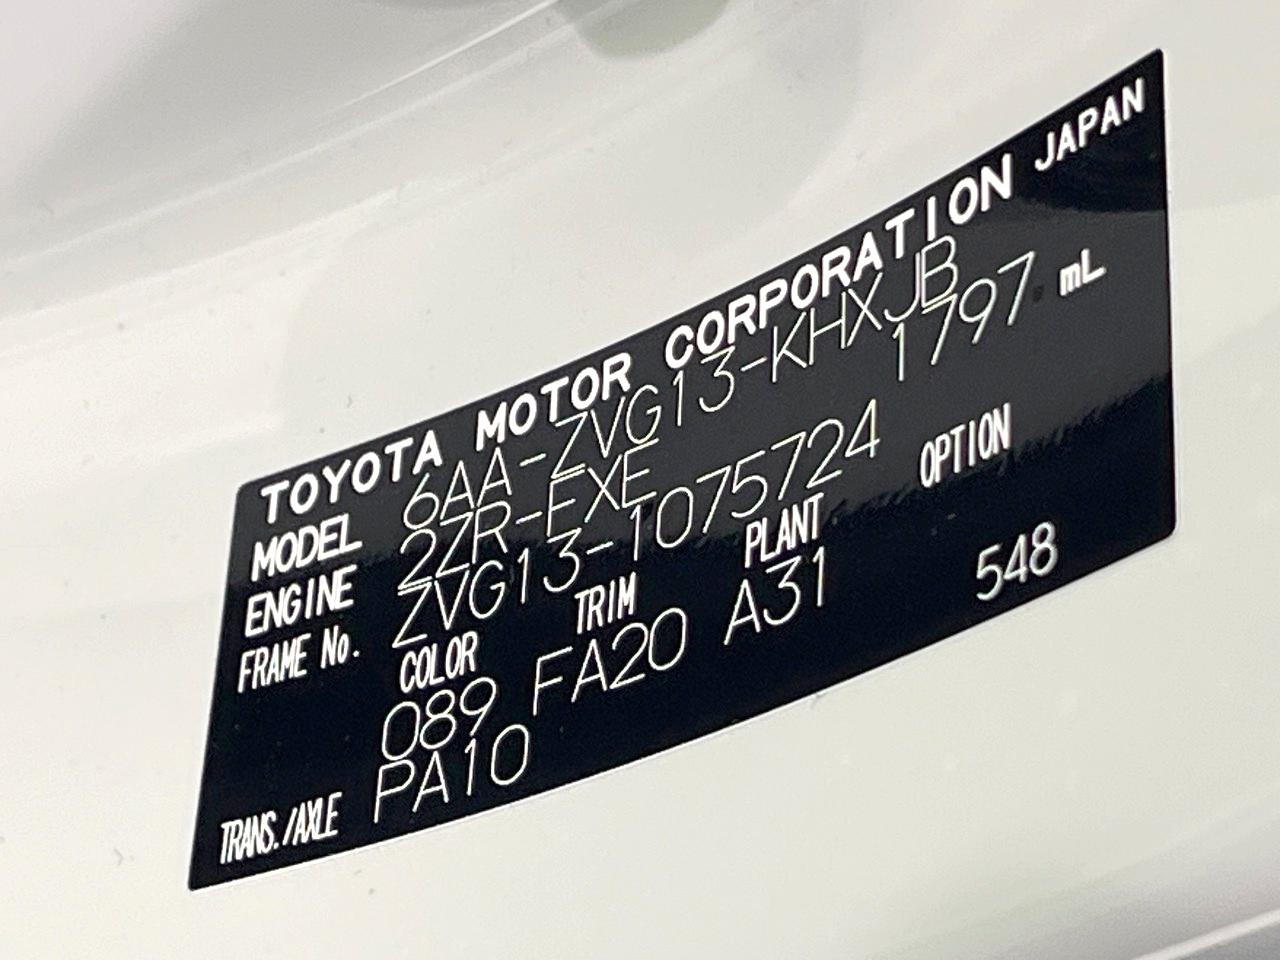 TOYOTA MOTOR CORPORATION JAPAN
MODEL 6AA-ZVG13-KHXJB
ENGINE 2ZR-FXE 1797 mL
FRAME No. ZVG13-1075724
COLOR TRIM PLANT OPTION
089 FA20 A31 548
TRANS./AXLE PA10